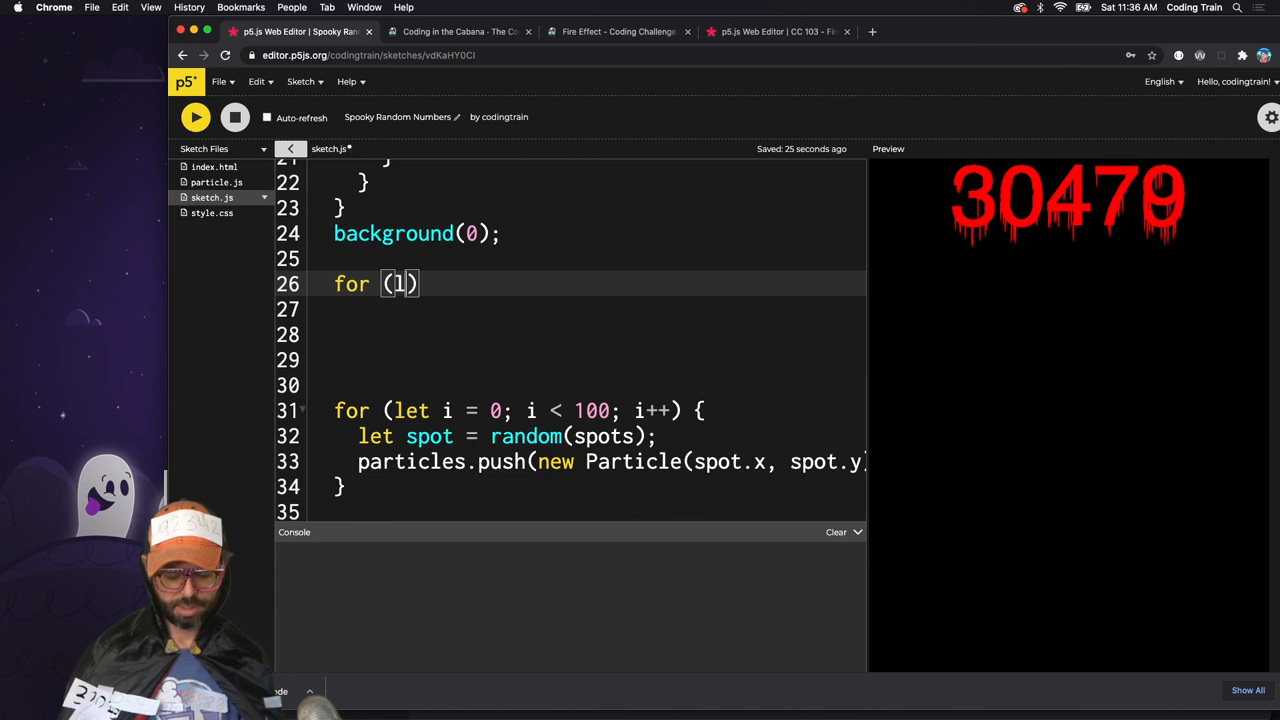 Chrome File Edit View History Bookmarks People Tab Window Help Sat 11:36 AM Coding Train
p5.js Web Editor | Spooky Ran Coding in the Cabana - The Co Fire Effect - Coding Challenge p5.js Web Editor | CC 103 - Fir
editor.p5js.org/codingtrain/sketches/vdKaHY0CI
p5* File Edit Sketch Help English Hello, codingtrain!
Auto-refresh Spooky Random Numbers by codingtrain
Sketch Files sketch.js Saved: 25 seconds ago Preview
index.html
particle.js
sketch.js
style.css
21 }
22 }
23 }
24 background(0);
25
26 for (l)
27
28
29
30
31 for (let i = 0; i < 100; i++) {
32 let spot = random(spots);
33 particles.push(new Particle(spot.x, spot.y)
34 }
35
30479
Console Clear
92342
ode Show All